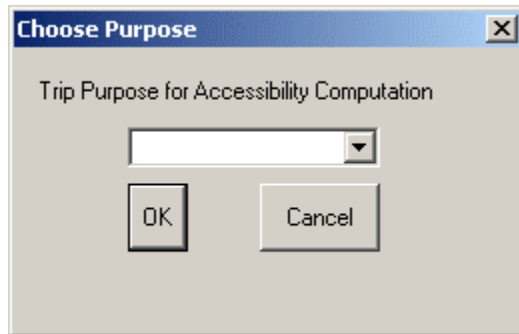 Choose Purpose
Trip Purpose for Accessibility Computation
OK
Cancel